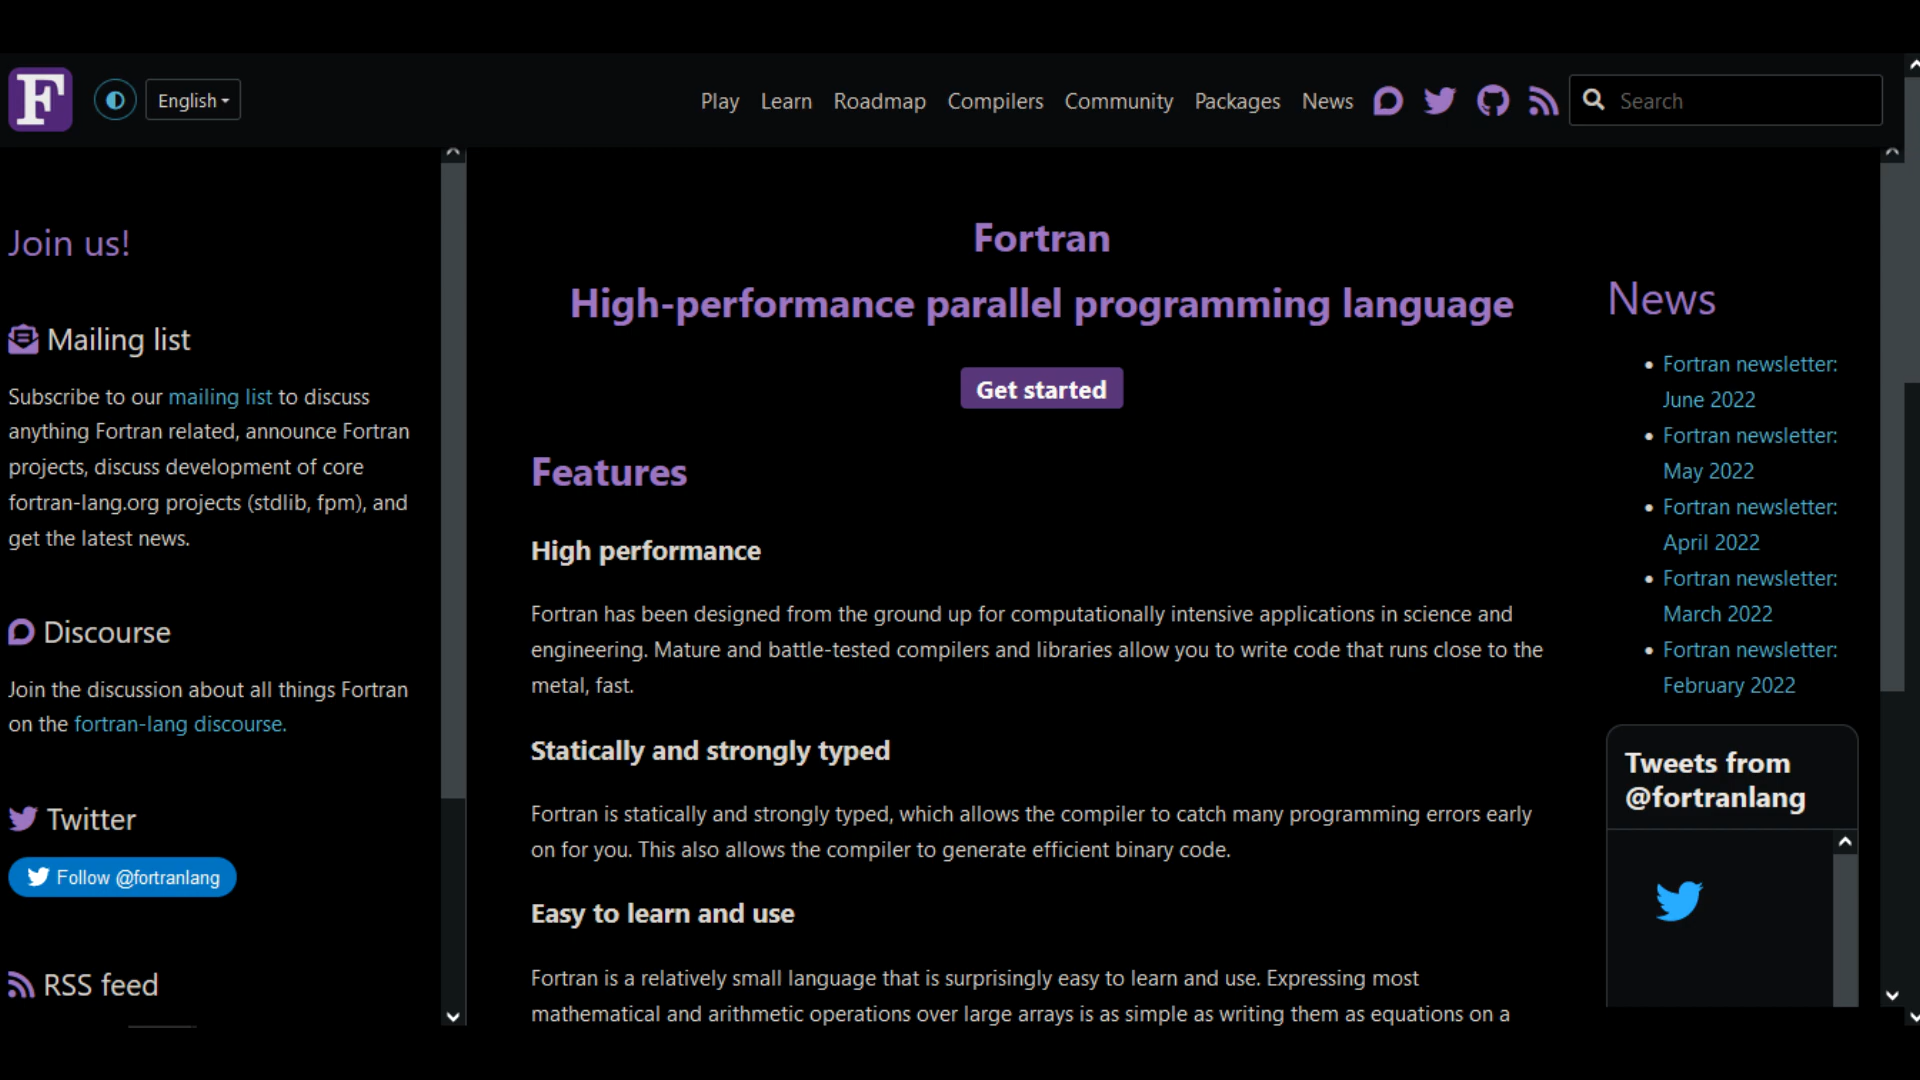 F
English
Play Learn Roadmap Compilers Community Packages News
Search
Join us!
Mailing list
Subscribe to our mailing list to discuss
anything Fortran related, announce Fortran
projects, discuss development of core
fortran-lang.org projects (stdlib, fpm), and
get the latest news.
Discourse
Join the discussion about all things Fortran
on the fortran-lang discourse.
Twitter
Follow @fortranlang
RSS feed
Fortran
High-performance parallel programming language
Get started
Features
High performance
Fortran has been designed from the ground up for computationally intensive applications in science and
engineering. Mature and battle-tested compilers and libraries allow you to write code that runs close to the
metal, fast.
Statically and strongly typed
Fortran is statically and strongly typed, which allows the compiler to catch many programming errors early
on for you. This also allows the compiler to generate efficient binary code.
Easy to learn and use
Fortran is a relatively small language that is surprisingly easy to learn and use. Expressing most
mathematical and arithmetic operations over large arrays is as simple as writing them as equations on a
News
Fortran newsletter:
June 2022
Fortran newsletter:
May 2022
Fortran newsletter:
April 2022
Fortran newsletter:
March 2022
Fortran newsletter:
February 2022
Tweets from
@fortranlang